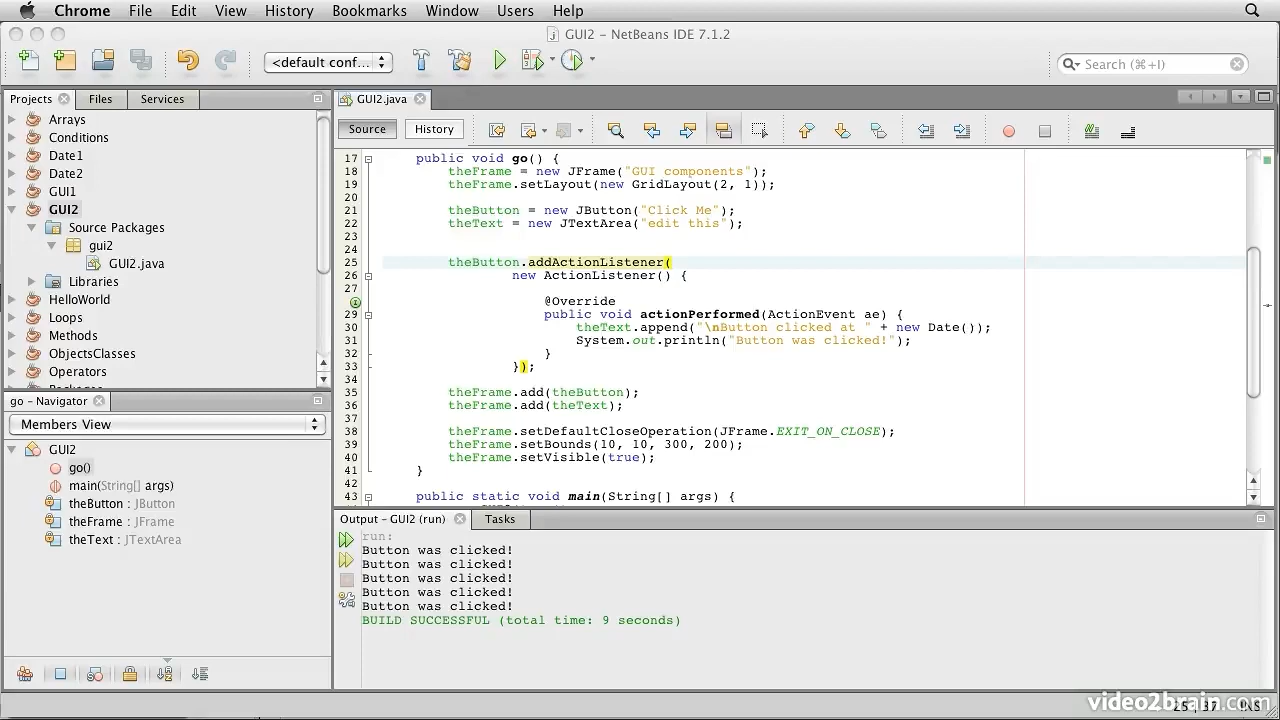 Chrome File Edit View History Bookmarks Window Users Help
GUI2 – NetBeans IDE 7.1.2
<default conf... Search (⌘+I)
Projects Files Services
GUI2.java
Source History
Arrays
Conditions
Date1
Date2
GUI1
GUI2
Source Packages
gui2
GUI2.java
Libraries
HelloWorld
Loops
Methods
ObjectsClasses
Operators
17 public void go() {
18 theFrame = new JFrame("GUI components");
19 theFrame.setLayout(new GridLayout(2, 1));
20
21 theButton = new JButton("Click Me");
22 theText = new JTextArea("edit this");
23
24
25 theButton.addActionListener(
26 new ActionListener() {
27
@Override
29 public void actionPerformed(ActionEvent ae) {
30 theText.append("\nButton clicked at " + new Date());
31 System.out.println("Button was clicked!");
32 }
33 });
34
35 theFrame.add(theButton);
36 theFrame.add(theText);
37
38 theFrame.setDefaultCloseOperation(JFrame.EXIT_ON_CLOSE);
39 theFrame.setBounds(10, 10, 300, 200);
40 theFrame.setVisible(true);
41 }
42
43 public static void main(String[] args) {
go – Navigator
Members View
GUI2
go()
main(String[] args)
theButton : JButton
theFrame : JFrame
theText : JTextArea
Output – GUI2 (run) Tasks
run:
Button was clicked!
Button was clicked!
Button was clicked!
Button was clicked!
Button was clicked!
BUILD SUCCESSFUL (total time: 9 seconds)
video2brain.com
25 | 37 INS